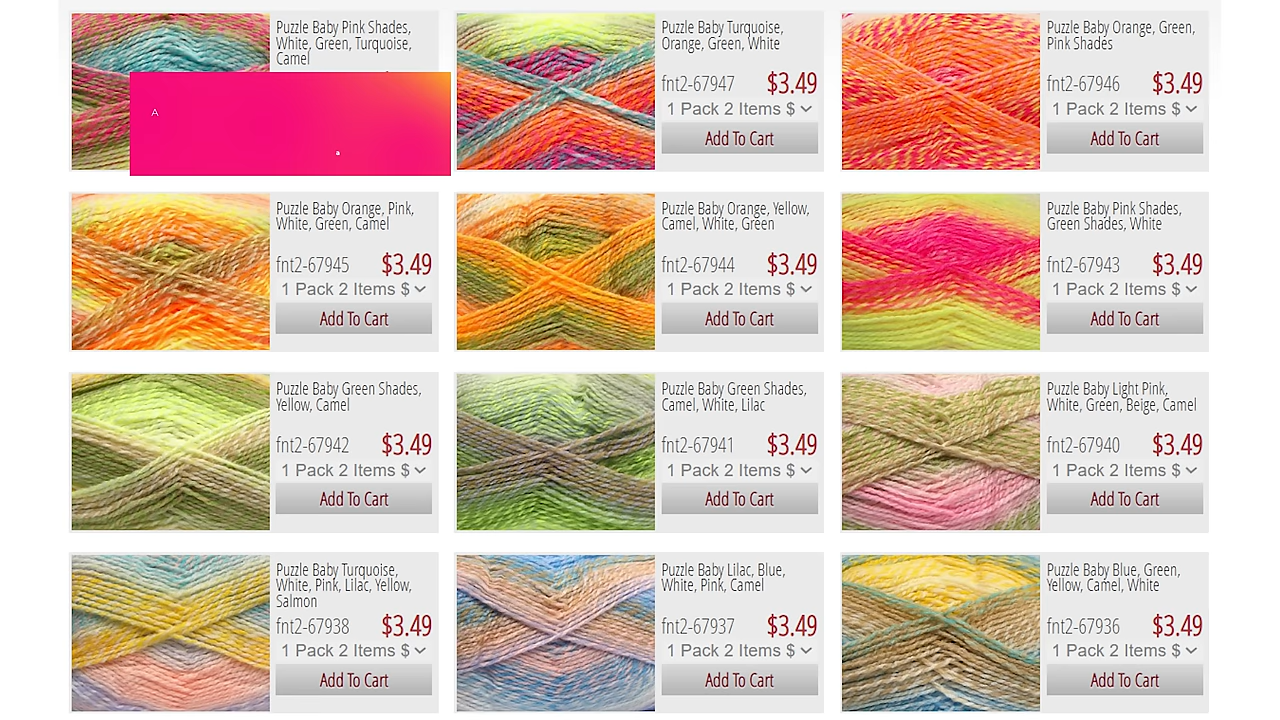 Puzzle Baby Pink Shades,
White, Green, Turquoise,
Camel
A
a
Puzzle Baby Turquoise,
Orange, Green, White
fnt2-67947 $3.49
1 Pack 2 Items $
Add To Cart
Puzzle Baby Orange, Green,
Pink Shades
fnt2-67946 $3.49
1 Pack 2 Items $
Add To Cart
Puzzle Baby Orange, Pink,
White, Green, Camel
fnt2-67945 $3.49
1 Pack 2 Items $
Add To Cart
Puzzle Baby Orange, Yellow,
Camel, White, Green
fnt2-67944 $3.49
1 Pack 2 Items $
Add To Cart
Puzzle Baby Pink Shades,
Green Shades, White
fnt2-67943 $3.49
1 Pack 2 Items $
Add To Cart
Puzzle Baby Green Shades,
Yellow, Camel
fnt2-67942 $3.49
1 Pack 2 Items $
Add To Cart
Puzzle Baby Green Shades,
Camel, White, Lilac
fnt2-67941 $3.49
1 Pack 2 Items $
Add To Cart
Puzzle Baby Light Pink,
White, Green, Beige, Camel
fnt2-67940 $3.49
1 Pack 2 Items $
Add To Cart
Puzzle Baby Turquoise,
White, Pink, Lilac, Yellow,
Salmon
fnt2-67938 $3.49
1 Pack 2 Items $
Add To Cart
Puzzle Baby Lilac, Blue,
White, Pink, Camel
fnt2-67937 $3.49
1 Pack 2 Items $
Add To Cart
Puzzle Baby Blue, Green,
Yellow, Camel, White
fnt2-67936 $3.49
1 Pack 2 Items $
Add To Cart